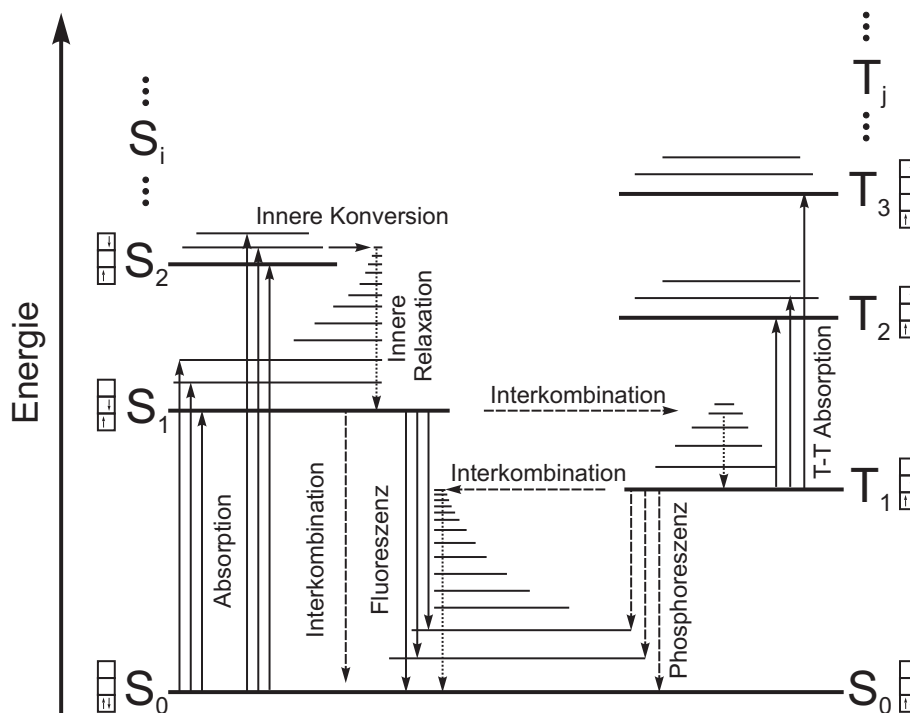 Energie
S_i
S_2
S_1
S_0
Innere Konversion
Innere
Relaxation
Absorption
Interkombination
Fluoreszenz
Interkombination
Interkombination
Phosphoreszenz
T-T Absorption
T_j
T_3
T_2
T_1
S_0